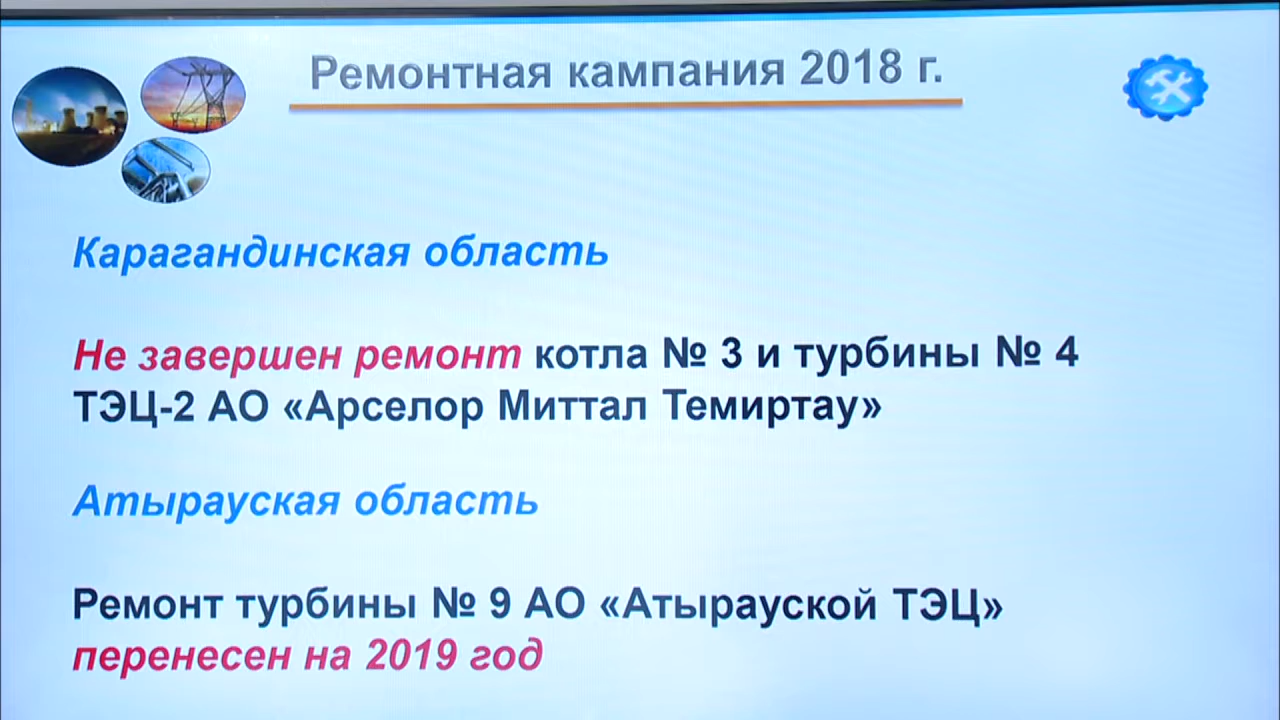 Ремонтная кампания 2018 г.
Карагандинская область
Не завершен ремонт котла № 3 и турбины № 4
ТЭЦ-2 АО «Арселор Миттал Темиртау»
Атырауская область
Ремонт турбины № 9 АО «Атырауской ТЭЦ»
перенесен на 2019 год